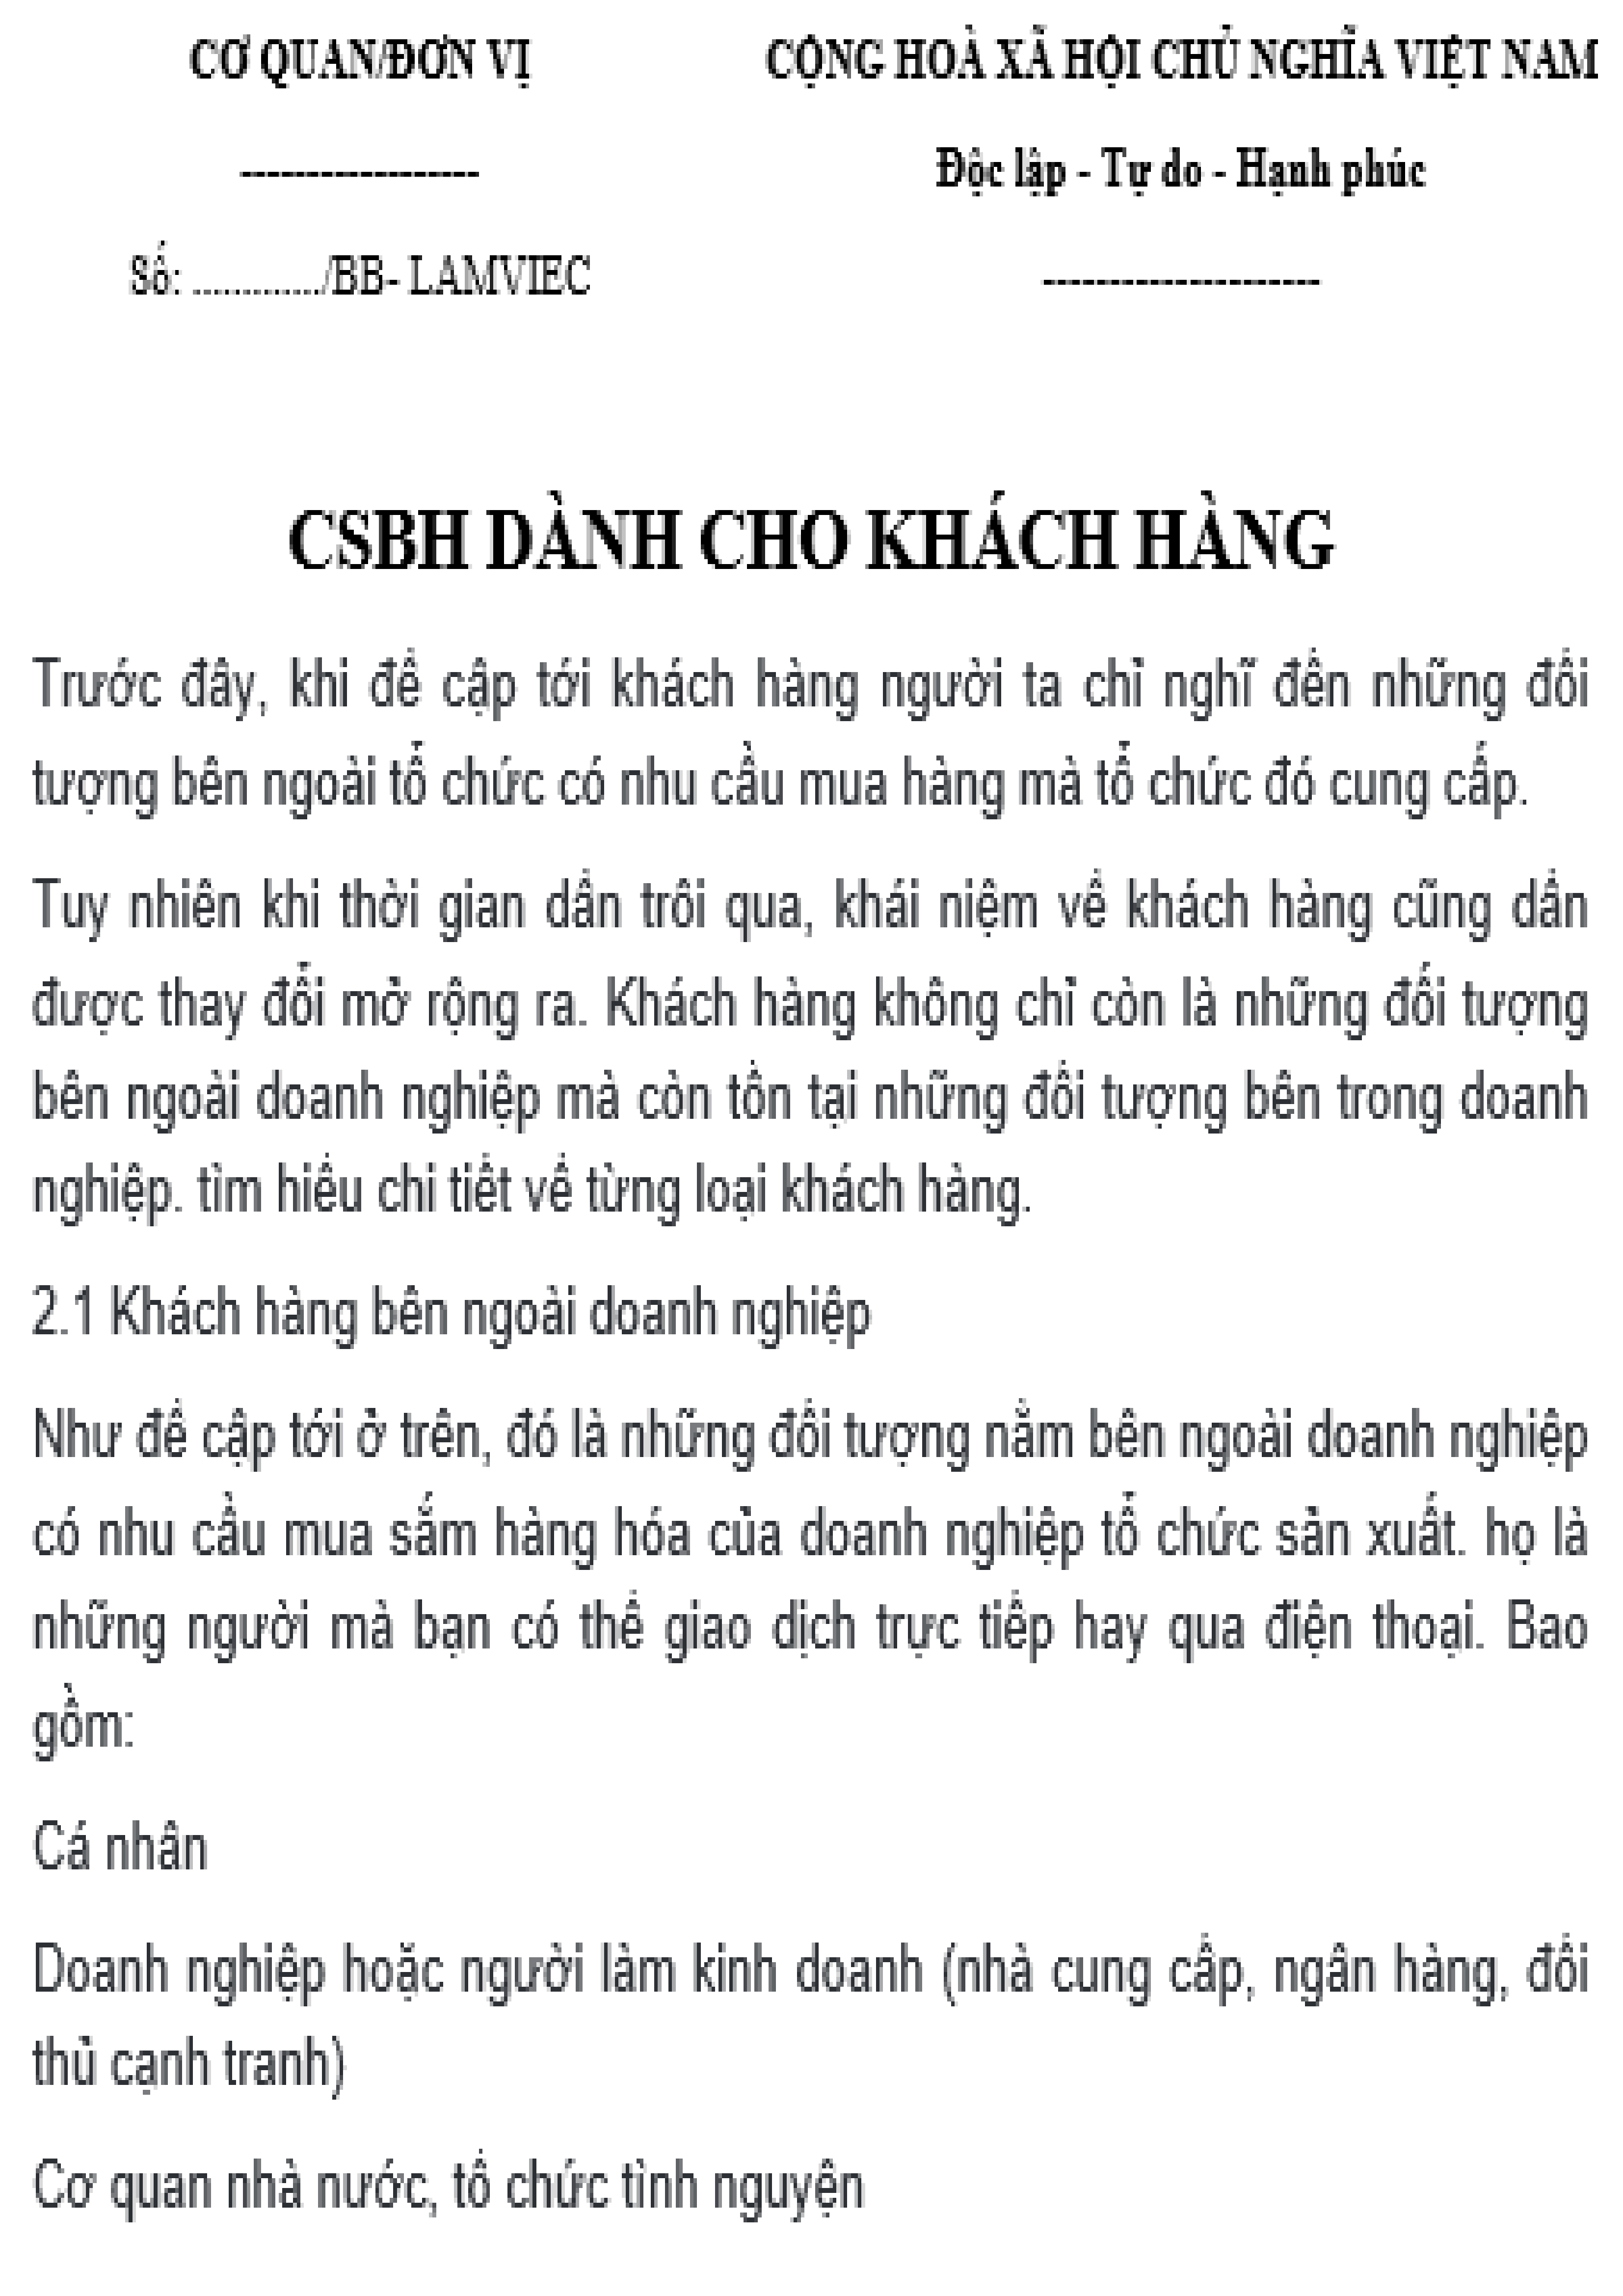 CƠ QUAN/ĐƠN VỊ
CỘNG HOÀ XÃ HỘI CHỦ NGHĨA VIỆT NAM
------------------
Độc lập - Tự do - Hạnh phúc
Số: ............./BB- LAMVIEC
---------------------
CSBH DÀNH CHO KHÁCH HÀNG
Trước đây, khi đề cập tới khách hàng người ta chỉ nghĩ đến những đối
tượng bên ngoài tổ chức có nhu cầu mua hàng mà tổ chức đó cung cấp.
Tuy nhiên khi thời gian dần trôi qua, khái niệm về khách hàng cũng dần
được thay đổi mở rộng ra. Khách hàng không chỉ còn là những đối tượng
bên ngoài doanh nghiệp mà còn tồn tại những đối tượng bên trong doanh
nghiệp. tìm hiểu chi tiết về từng loại khách hàng.
2.1 Khách hàng bên ngoài doanh nghiệp
Như đề cập tới ở trên, đó là những đối tượng nằm bên ngoài doanh nghiệp
có nhu cầu mua sắm hàng hóa của doanh nghiệp tổ chức sản xuất. họ là
những người mà bạn có thể giao dịch trực tiếp hay qua điện thoại. Bao
gồm:
Cá nhân
Doanh nghiệp hoặc người làm kinh doanh (nhà cung cấp, ngân hàng, đối
thủ cạnh tranh)
Cơ quan nhà nước, tổ chức tình nguyện